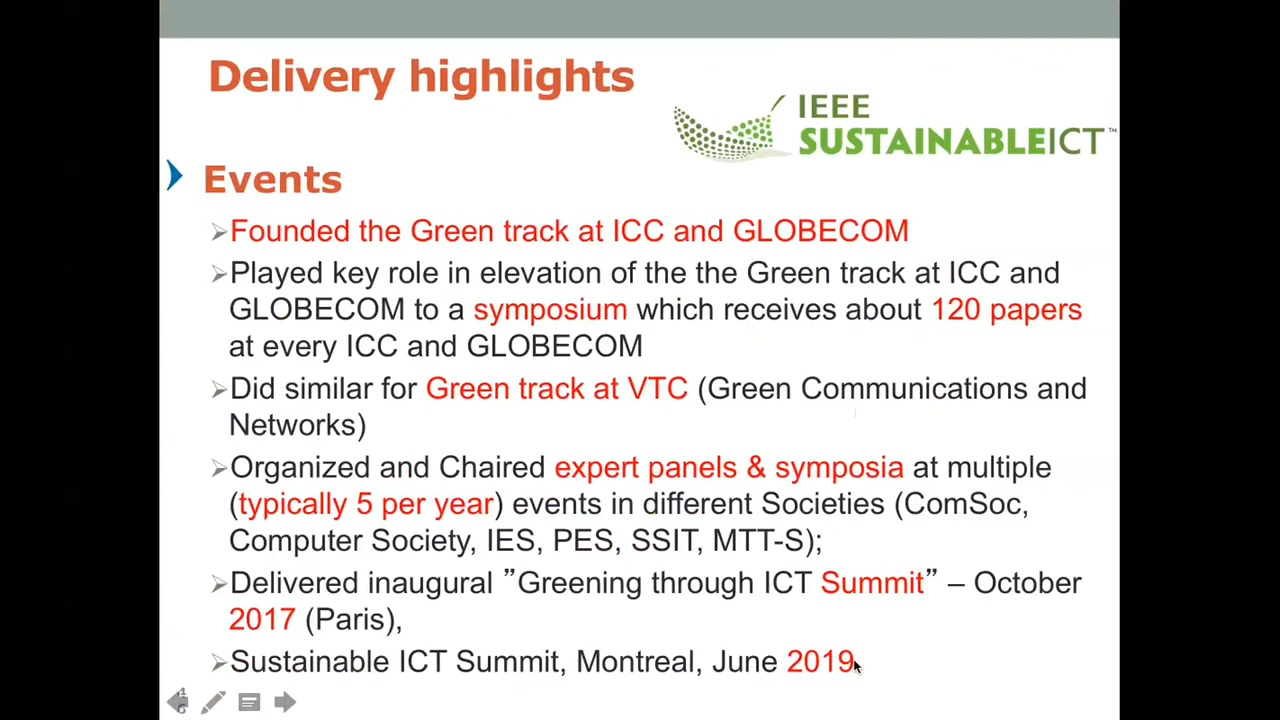 Delivery highlights
IEEE
SUSTAINABLEICT™
Events
➢Founded the Green track at ICC and GLOBECOM
➢Played key role in elevation of the the Green track at ICC and
GLOBECOM to a symposium which receives about 120 papers
at every ICC and GLOBECOM
➢Did similar for Green track at VTC (Green Communications and
Networks)
➢Organized and Chaired expert panels & symposia at multiple
(typically 5 per year) events in different Societies (ComSoc,
Computer Society, IES, PES, SSIT, MTT-S);
➢Delivered inaugural ”Greening through ICT Summit” – October
2017 (Paris),
➢Sustainable ICT Summit, Montreal, June 2019